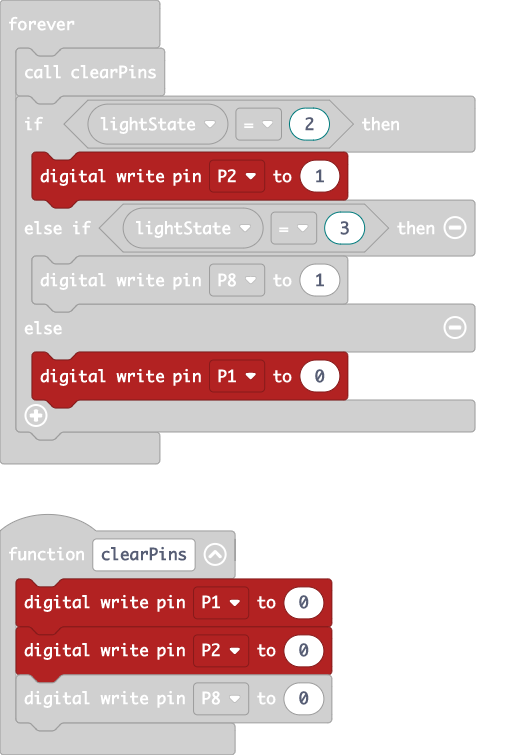 forever
call clearPins
if lightState = 2 then
digital write pin P2 to 1
else if lightState = 3 then
digital write pin P8 to 1
else
digital write pin P1 to 0
function clearPins
digital write pin P1 to 0
digital write pin P2 to 0
digital write pin P8 to 0